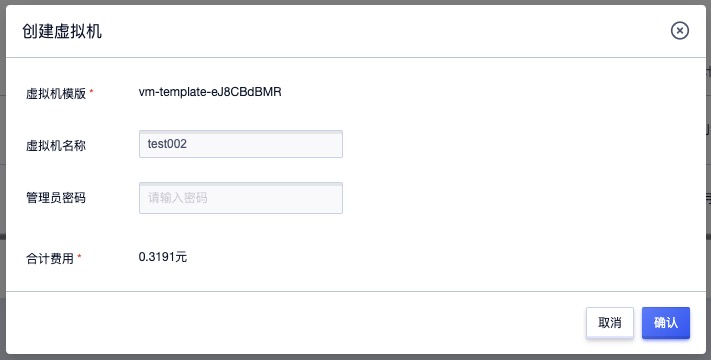 创建虚拟机
虚拟机模版 * vm-template-eJ8CBdBMR
虚拟机名称 test002
管理员密码 请输入密码
合计费用 * 0.3191元
取消 确认